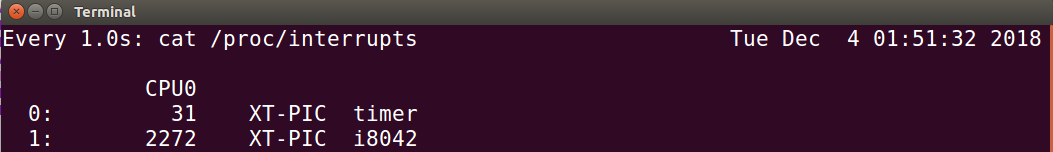 Terminal
Every 1.0s: cat /proc/interrupts                        Tue Dec  4 01:51:32 2018
           CPU0
  0:         31    XT-PIC  timer
  1:       2272    XT-PIC  i8042